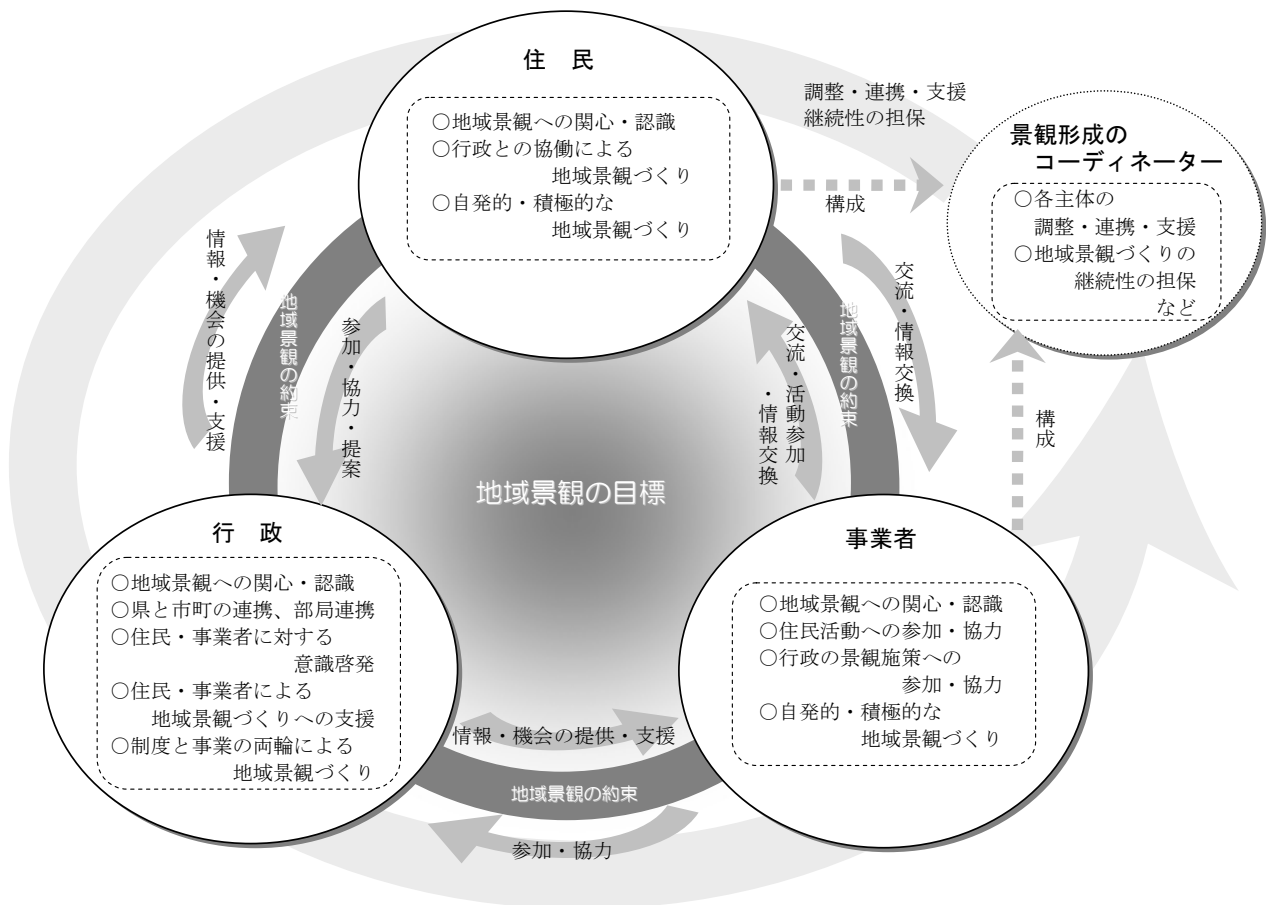 住　民
○地域景観への関心・認識
○行政との協働による
地域景観づくり
○自発的・積極的な
地域景観づくり
調整・連携・支援
継続性の担保
構成
景観形成の
コーディネーター
○各主体の
調整・連携・支援
○地域景観づくりの
継続性の担保
など
構成
情報・機会の提供・支援
地域景観の約束
参加・協力・提案
交流・活動参加
・情報交換
地域景観の約束
交流・情報交換
地域景観の目標
行　政
○地域景観への関心・認識
○県と市町の連携、部局連携
○住民・事業者に対する
意識啓発
○住民・事業者による
地域景観づくりへの支援
○制度と事業の両輪による
地域景観づくり
事業者
○地域景観への関心・認識
○住民活動への参加・協力
○行政の景観施策への
参加・協力
○自発的・積極的な
地域景観づくり
情報・機会の提供・支援
地域景観の約束
参加・協力